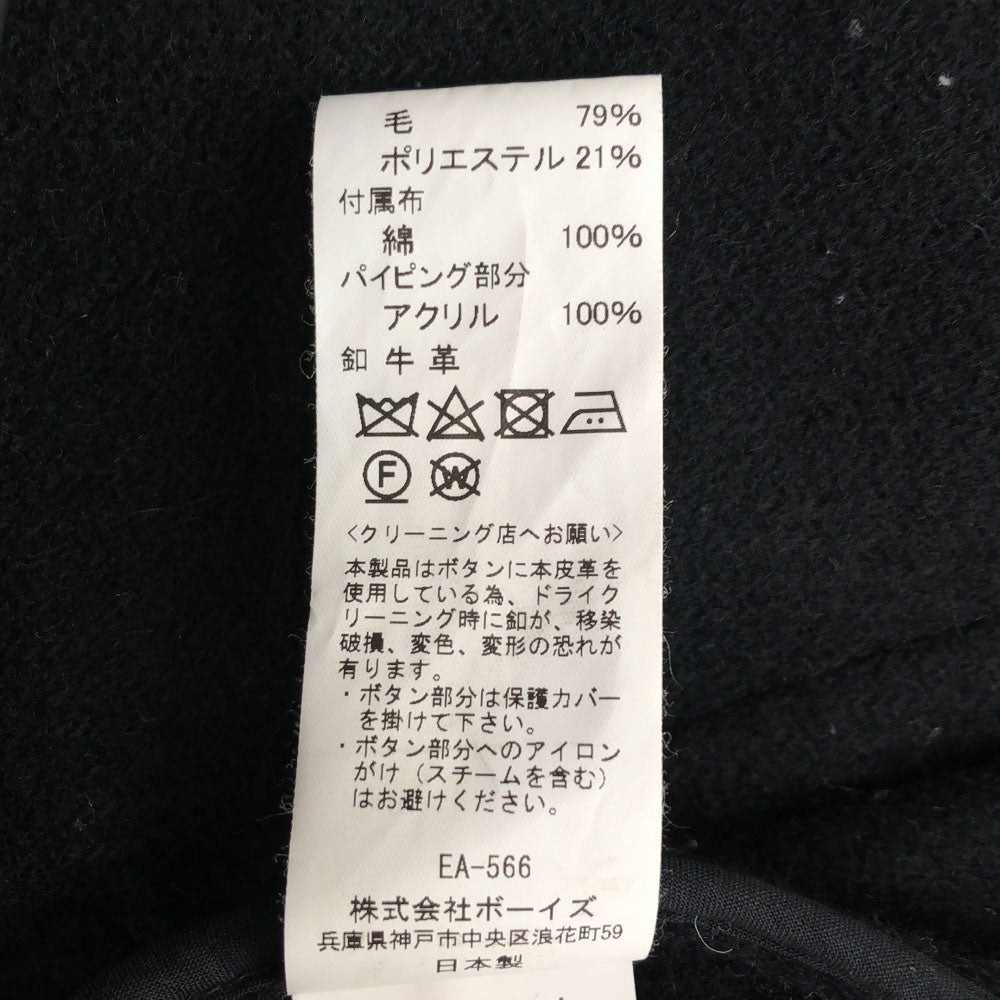 毛 79%
ポリエステル 21%
付属布
綿 100%
パイピング部分
アクリル 100%
釦 牛革
F W
<クリーニング店へお願い>
本製品はボタンに本皮革を
使用している為、ドライク
リーニング時に釦が、移染
破損、変色、変形の恐れが
有ります。
・ボタン部分は保護カバー
を掛けて下さい。
・ボタン部分へのアイロン
がけ(スチームを含む)
はお避けください。
EA-566
株式会社ボーイズ
兵庫県神戸市中央区浪花町59
日本製